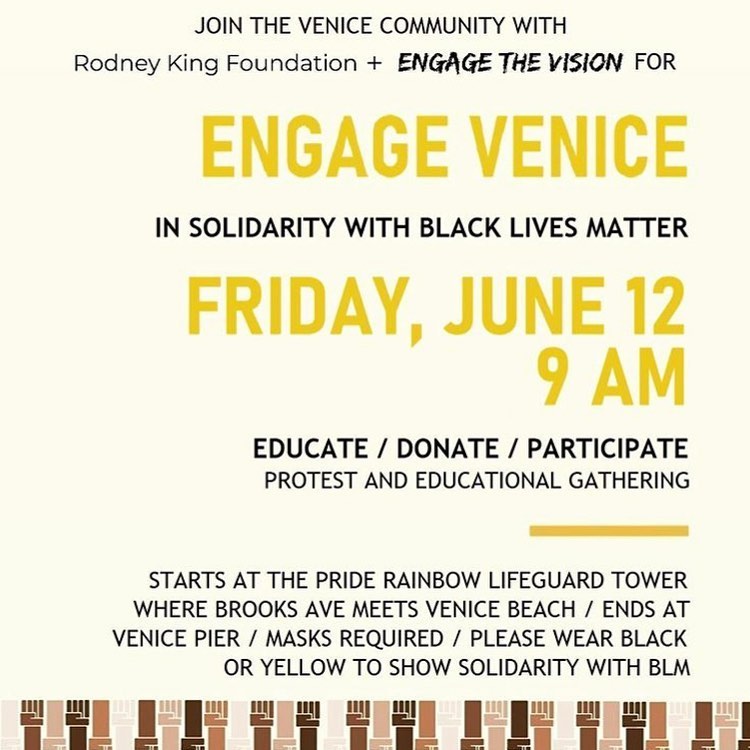 JOIN THE VENICE COMMUNITY WITH
Rodney King Foundation + ENGAGE THE VISION FOR
ENGAGE VENICE
IN SOLIDARITY WITH BLACK LIVES MATTER
FRIDAY, JUNE 12
9 AM
EDUCATE / DONATE / PARTICIPATE
PROTEST AND EDUCATIONAL GATHERING
STARTS AT THE PRIDE RAINBOW LIFEGUARD TOWER
WHERE BROOKS AVE MEETS VENICE BEACH / ENDS AT
VENICE PIER / MASKS REQUIRED / PLEASE WEAR BLACK
OR YELLOW TO SHOW SOLIDARITY WITH BLM